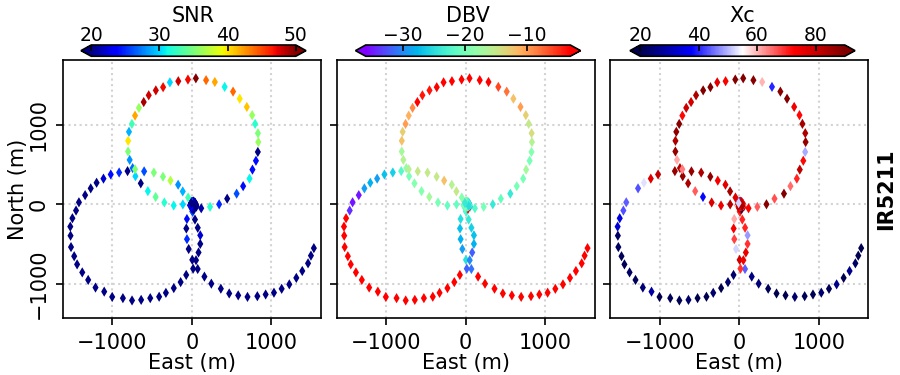 SNR DBV Xc
20 30 40 50 −30 −20 −10 20 40 60 80
North (m)
1000
0
−1000
−1000 0 1000 −1000 0 1000 −1000 0 1000
East (m) East (m) East (m)
IR5211